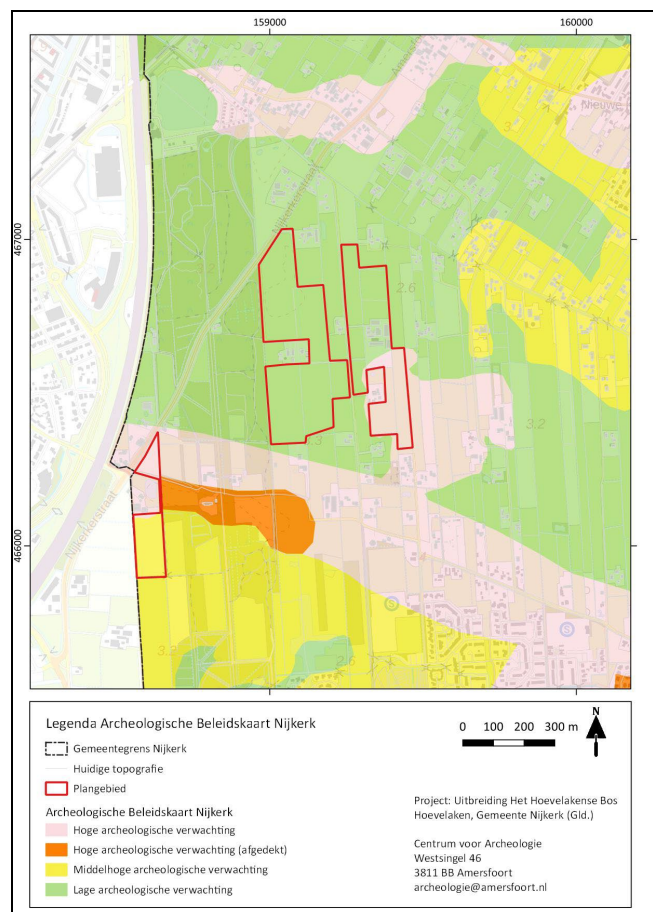 159000
160000
467000
466000
Nijkerkerstraat
Nieuwe
2.6
3.2
3.2
2.6
Nijkerkerstraat
S
S
Legenda Archeologische Beleidskaart Nijkerk
Gemeentegrens Nijkerk
Huidige topografie
Plangebied
Archeologische Beleidskaart Nijkerk
Hoge archeologische verwachting
Hoge archeologische verwachting (afgedekt)
Middelhoge archeologische verwachting
Lage archeologische verwachting
0 100 200 300 m
N
Project: Uitbreiding Het Hoevelakense Bos
Hoevelaken, Gemeente Nijkerk (Gld.)
Centrum voor Archeologie
Westsingel 46
3811 BB Amersfoort
archeologie@amersfoort.nl